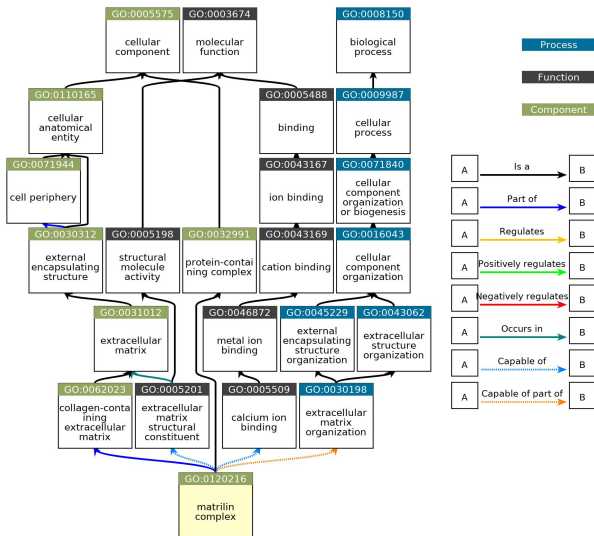 GO:0005575
cellular
component
GO:0003674
molecular
function
GO:0008150
biological
process
Process
Function
Component
GO:0110165
cellular
anatomical
entity
GO:0005488
binding
GO:0009987
cellular
process
GO:0071944
cell periphery
GO:0043167
ion binding
GO:0071840
cellular
component
organization
or biogenesis
GO:0030312
external
encapsulating
structure
GO:0005198
structural
molecule
activity
GO:0032991
protein-contai
ning complex
GO:0043169
cation binding
GO:0016043
cellular
component
organization
GO:0031012
extracellular
matrix
GO:0046872
metal ion
binding
GO:0045229
external
encapsulating
structure
organization
GO:0043062
extracellular
structure
organization
GO:0062023
collagen-conta
ining
extracellular
matrix
GO:0005201
extracellular
matrix
structural
constituent
GO:0005509
calcium ion
binding
GO:0030198
extracellular
matrix
organization
GO:0120216
matrilin
complex
A Is a B
A Part of B
A Regulates B
A Positively regulates B
A Negatively regulates B
A Occurs in B
A Capable of B
A Capable of part of B